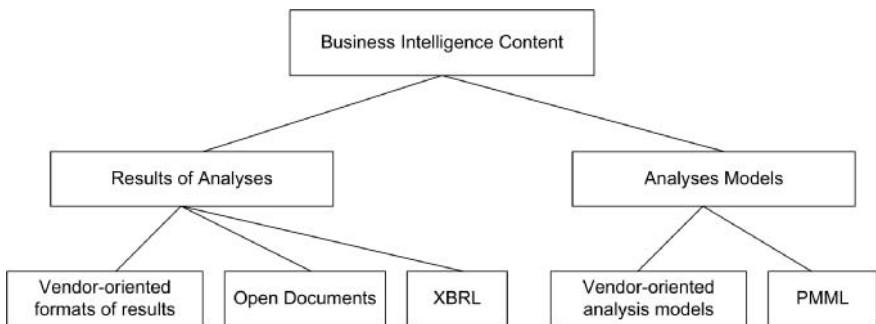 Business Intelligence Content
Results of Analyses
Analyses Models
Vendor-oriented
formats of results
Open Documents
XBRL
Vendor-oriented
analysis models
PMML